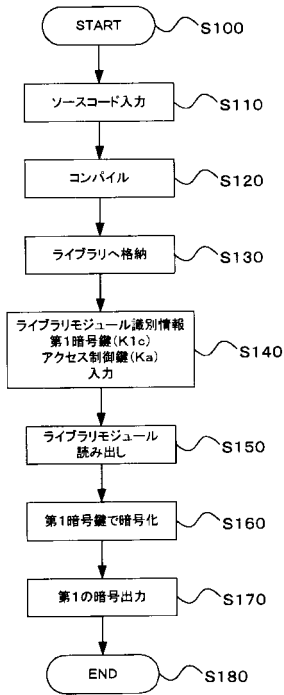 START
S100
ソースコード入力
S110
コンパイル
S120
ライブラリへ格納
S130
ライブラリモジュール識別情報
第1暗号鍵(K1c)
アクセス制御鍵(Ka)
入力
S140
ライブラリモジュール
読み出し
S150
第1暗号鍵で暗号化
S160
第1の暗号出力
S170
END
S180